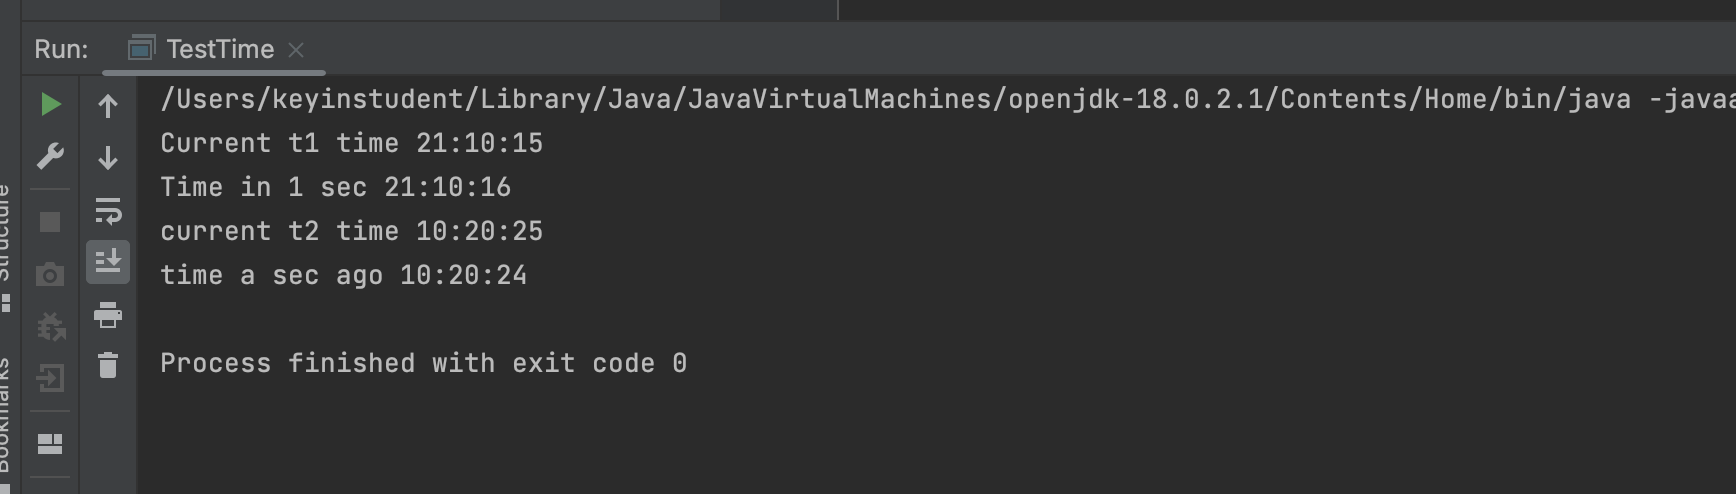 Run: TestTime
/Users/keyinstudent/Library/Java/JavaVirtualMachines/openjdk-18.0.2.1/Contents/Home/bin/java -javaa
Current t1 time 21:10:15
Time in 1 sec 21:10:16
current t2 time 10:20:25
time a sec ago 10:20:24
Process finished with exit code 0
Structure
Bookmarks